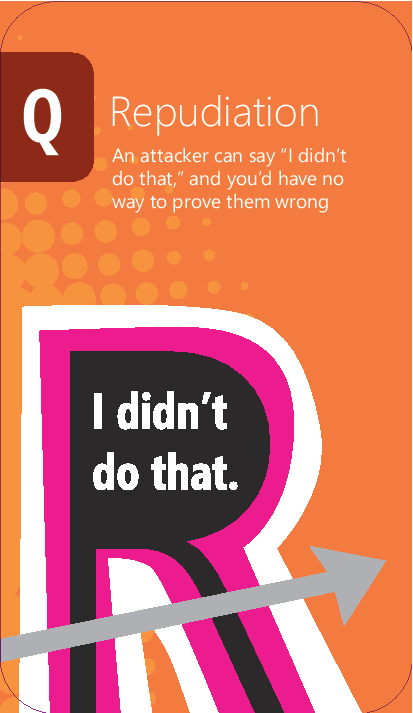 Q
Repudiation
An attacker can say “I didn’t
do that,” and you’d have no
way to prove them wrong
I didn’t
do that.
R